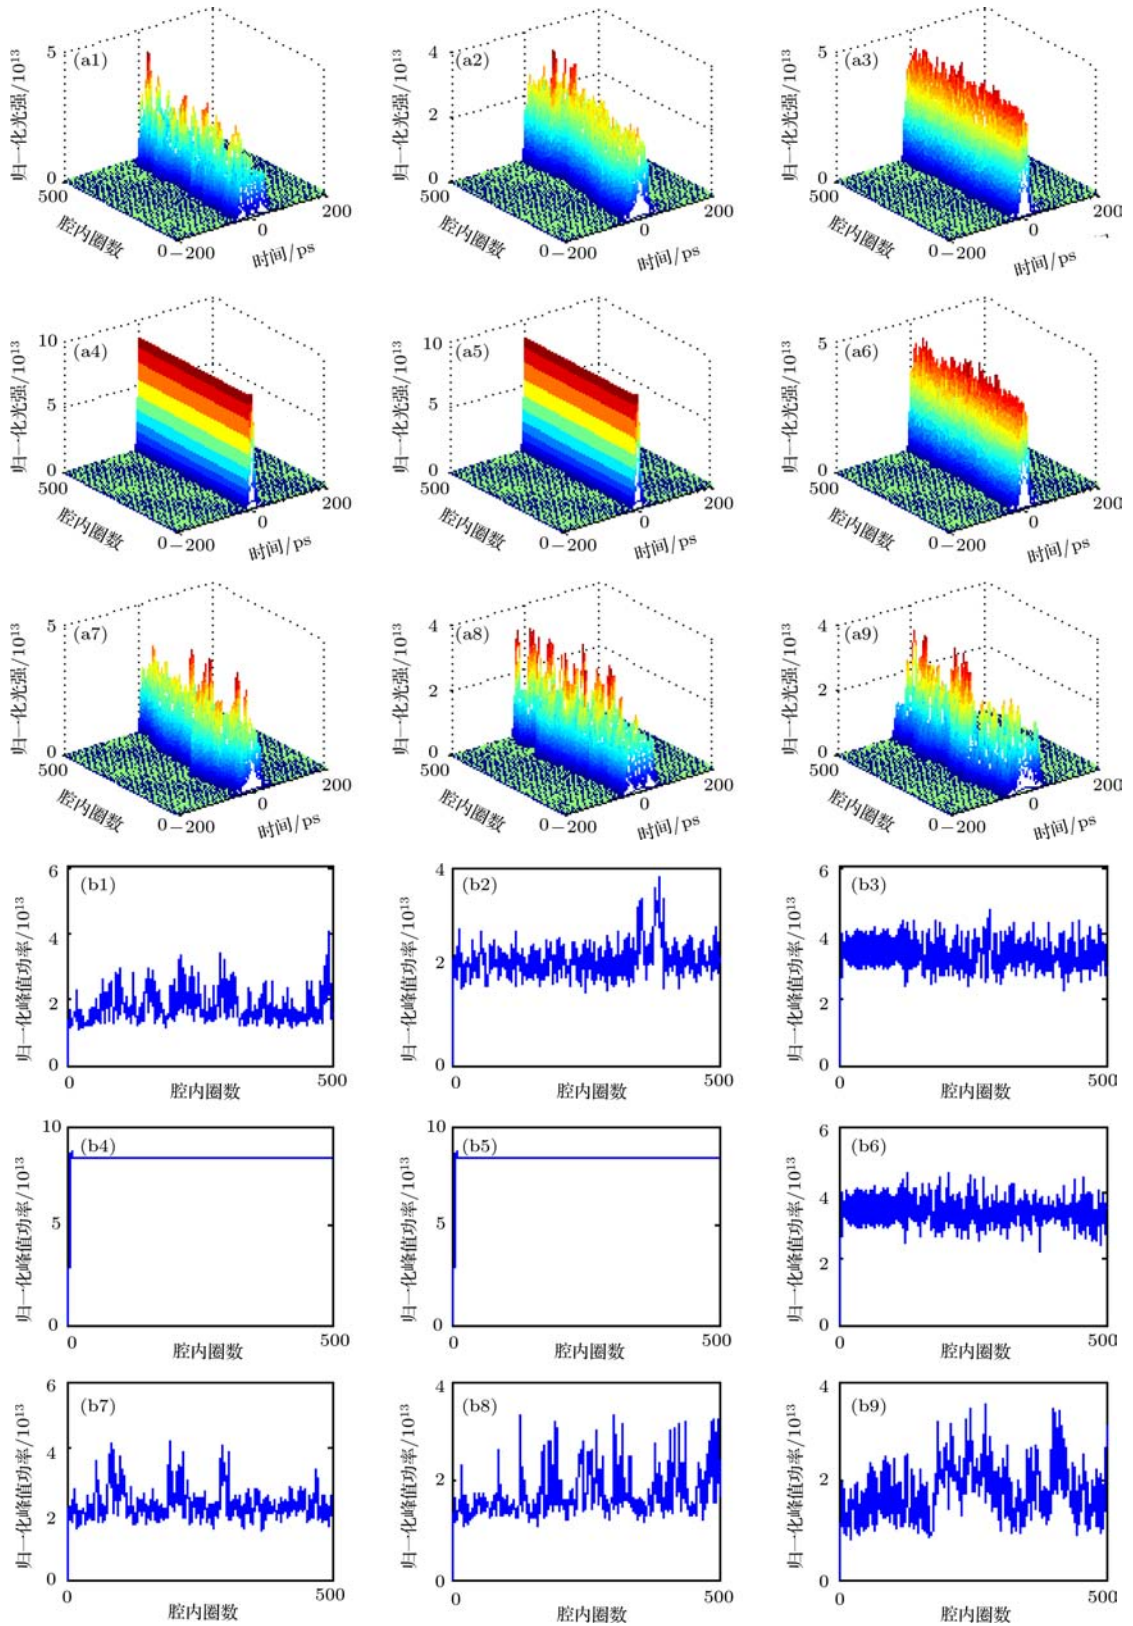 (a1) (a2) (a3)
归一化光强/10¹³ 归一化光强/10¹³ 归一化光强/10¹³
5 0 4 2 0 5 0
500 0 −200 0 200 500 0 −200 0 200 500 0 −200 0 200
腔内圈数 时间/ps 腔内圈数 时间/ps 腔内圈数 时间/ps
(a4) (a5) (a6)
归一化光强/10¹³ 归一化光强/10¹³ 归一化光强/10¹³
10 5 0 10 5 0 5 0
500 0 −200 0 200 500 0 −200 0 200 500 0 −200 0 200
腔内圈数 时间/ps 腔内圈数 时间/ps 腔内圈数 时间/ps
(a7) (a8) (a9)
归一化光强/10¹³ 归一化光强/10¹³ 归一化光强/10¹³
5 0 4 2 0 4 2 0
500 0 −200 0 200 500 0 −200 0 200 500 0 −200 0 200
腔内圈数 时间/ps 腔内圈数 时间/ps 腔内圈数 时间/ps
(b1) (b2) (b3)
归一化峰值功率/10¹³ 归一化峰值功率/10¹³ 归一化峰值功率/10¹³
6 4 2 0 4 2 0 6 4 2 0
0 500 0 500 0 500
腔内圈数 腔内圈数 腔内圈数
(b4) (b5) (b6)
归一化峰值功率/10¹³ 归一化峰值功率/10¹³ 归一化峰值功率/10¹³
10 5 0 10 5 0 6 4 2 0
0 500 0 500 0 500
腔内圈数 腔内圈数 腔内圈数
(b7) (b8) (b9)
归一化峰值功率/10¹³ 归一化峰值功率/10¹³ 归一化峰值功率/10¹³
6 4 2 0 4 2 0 4 2 0
0 500 0 500 0 500
腔内圈数 腔内圈数 腔内圈数